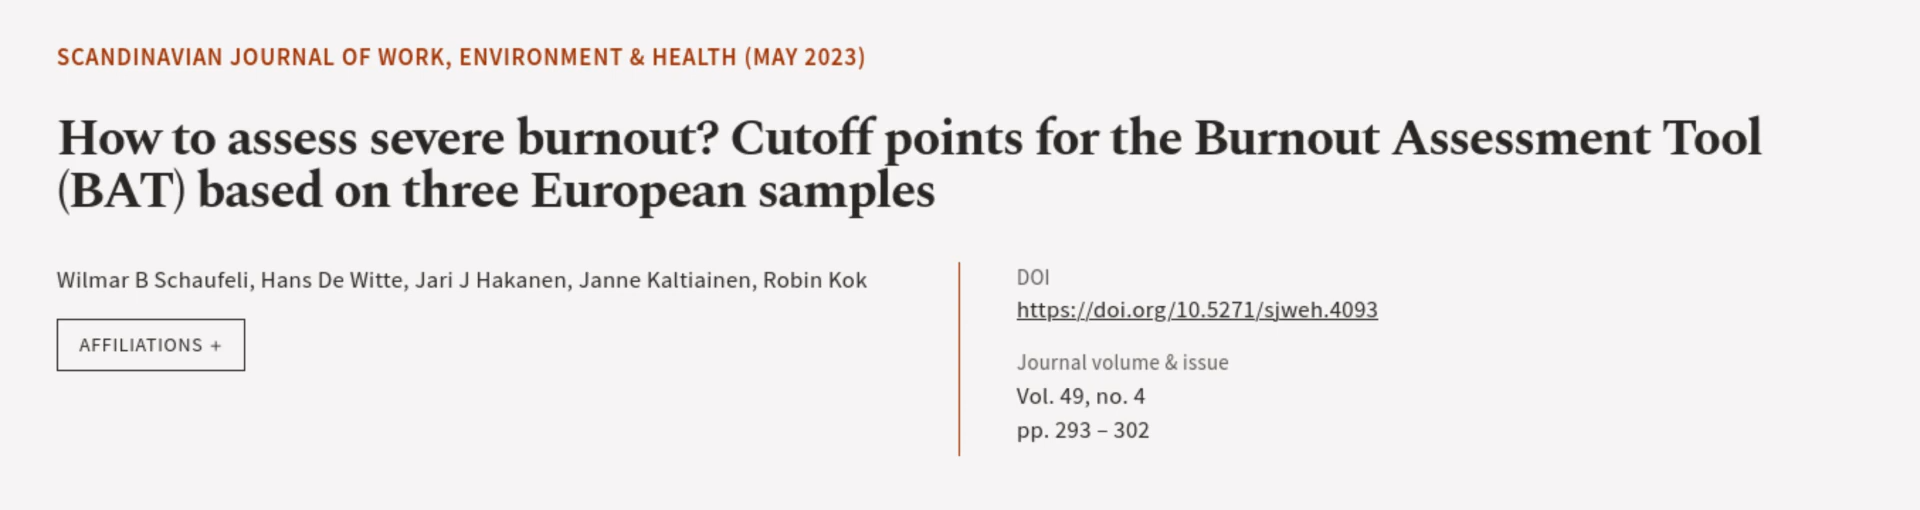 SCANDINAVIAN JOURNAL OF WORK, ENVIRONMENT & HEALTH (MAY 2023)
How to assess severe burnout? Cutoff points for the Burnout Assessment Tool
(BAT) based on three European samples
Wilmar B Schaufeli, Hans De Witte, Jari J Hakanen, Janne Kaltiainen, Robin Kok
AFFILIATIONS +
DOI
https://doi.org/10.5271/sjweh.4093
Journal volume & issue
Vol. 49, no. 4
pp. 293 – 302